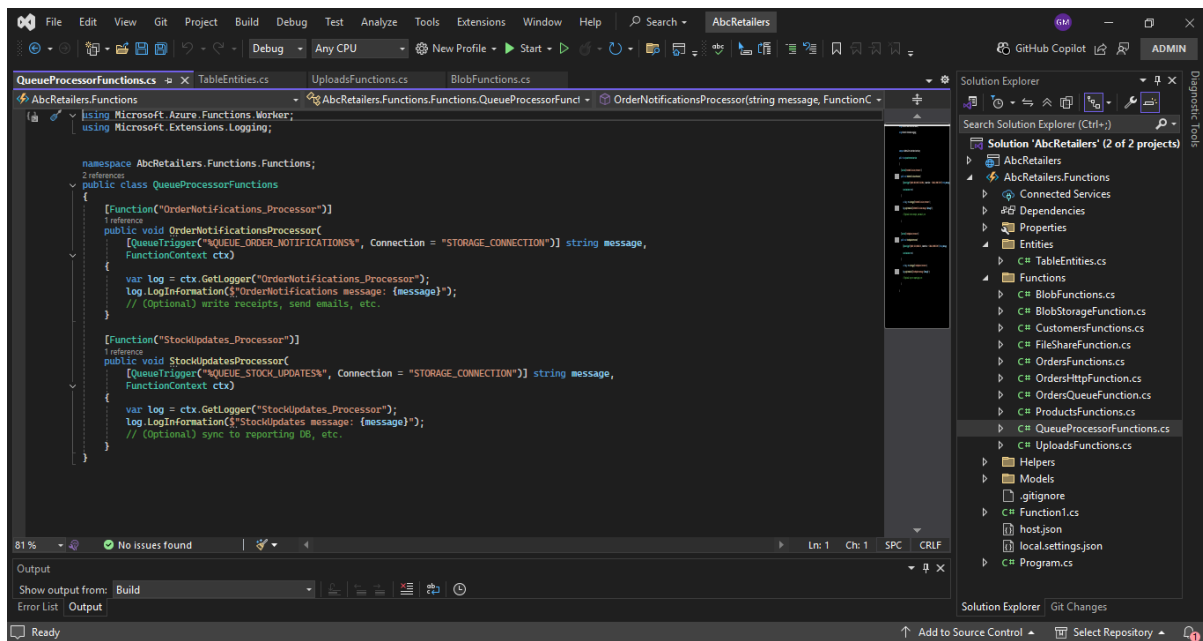 File Edit View Git Project Build Debug Test Analyze Tools Extensions Window Help Search AbcRetailers GM
Debug Any CPU New Profile Start GitHub Copilot ADMIN
QueueProcessorFunctions.cs TableEntities.cs UploadsFunctions.cs BlobFunctions.cs
AbcRetailers.Functions AbcRetailers.Functions.Functions.QueueProcessorFunct OrderNotificationsProcessor(string message, FunctionC
using Microsoft.Azure.Functions.Worker;
using Microsoft.Extensions.Logging;
namespace AbcRetailers.Functions.Functions;
2 references
public class QueueProcessorFunctions
{
[Function("OrderNotifications_Processor")]
1 reference
public void OrderNotificationsProcessor(
[QueueTrigger("%QUEUE_ORDER_NOTIFICATIONS%", Connection = "STORAGE_CONNECTION")] string message,
FunctionContext ctx)
{
var log = ctx.GetLogger("OrderNotifications_Processor");
log.LogInformation($"OrderNotifications message: {message}");
// (Optional) write receipts, send emails, etc.
}
[Function("StockUpdates_Processor")]
1 reference
public void StockUpdatesProcessor(
[QueueTrigger("%QUEUE_STOCK_UPDATES%", Connection = "STORAGE_CONNECTION")] string message,
FunctionContext ctx)
{
var log = ctx.GetLogger("StockUpdates_Processor");
log.LogInformation($"StockUpdates message: {message}");
// (Optional) sync to reporting DB, etc.
}
}
81 % No issues found Ln: 1 Ch: 1 SPC CRLF
Output
Show output from: Build
Error List Output
Solution Explorer
Search Solution Explorer (Ctrl+;)
Solution 'AbcRetailers' (2 of 2 projects)
AbcRetailers
AbcRetailers.Functions
Connected Services
Dependencies
Properties
Entities
C# TableEntities.cs
Functions
C# BlobFunctions.cs
C# BlobStorageFunction.cs
C# CustomersFunctions.cs
C# FileShareFunction.cs
C# OrdersFunctions.cs
C# OrdersHttpFunction.cs
C# OrdersQueueFunction.cs
C# ProductsFunctions.cs
C# QueueProcessorFunctions.cs
C# UploadsFunctions.cs
Helpers
Models
.gitignore
C# Function1.cs
host.json
local.settings.json
C# Program.cs
Solution Explorer Git Changes
Diagnostic Tools
Ready Add to Source Control Select Repository 1